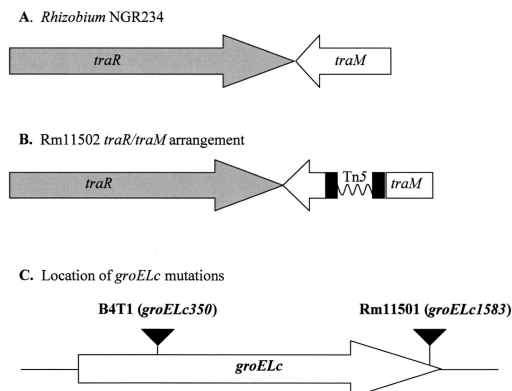 A. Rhizobium NGR234
traR traM
B. Rm11502 traR/traM arrangement
traR Tn5 traM
C. Location of groELc mutations
B4T1 (groELc350) Rm11501 (groELc1583)
groELc